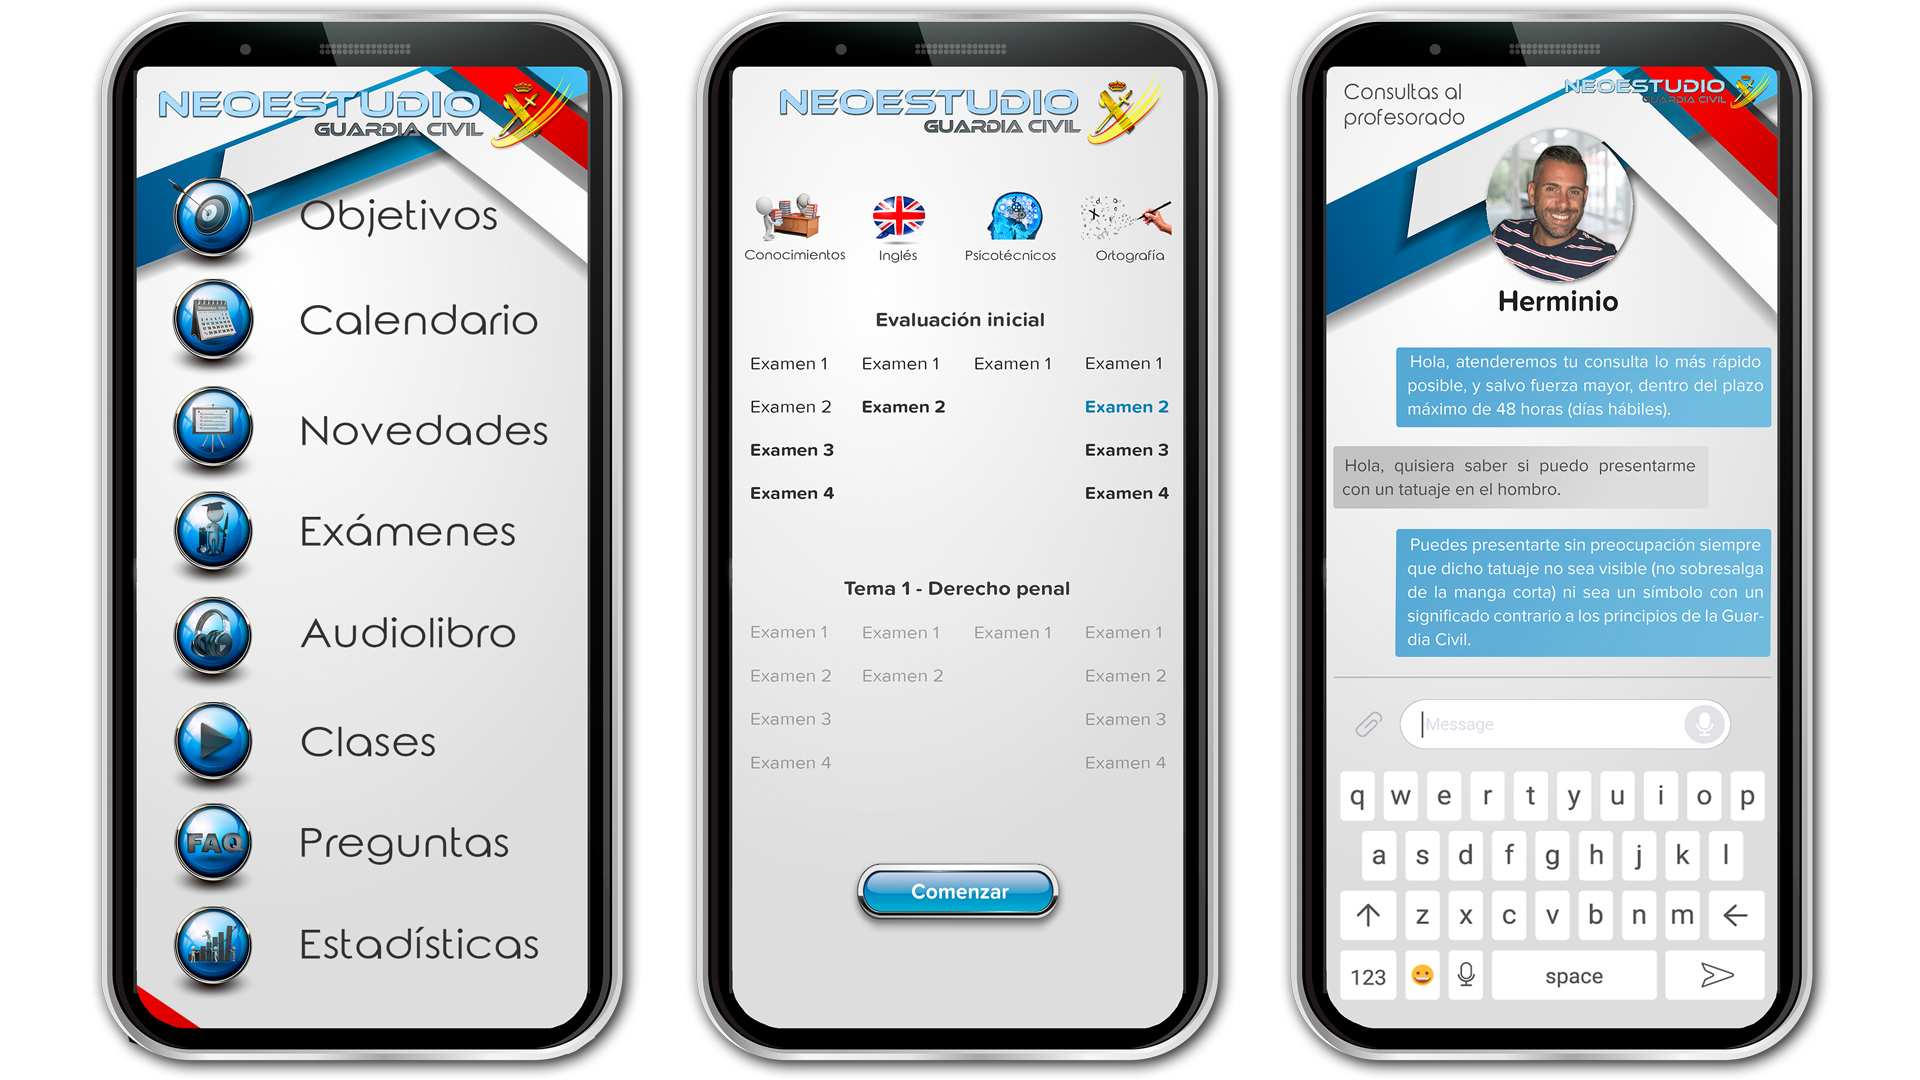 NEOESTUDIO
GUARDIA CIVIL
Objetivos
Calendario
Novedades
Exámenes
Audiolibro
Clases
FAQ
Preguntas
Estadísticas
NEOESTUDIO
GUARDIA CIVIL
Conocimientos Inglés Psicotécnicos Ortografía
Evaluación inicial
Examen 1 Examen 1 Examen 1 Examen 1
Examen 2 Examen 2 Examen 2
Examen 3 Examen 3
Examen 4 Examen 4
Tema 1 - Derecho penal
Examen 1 Examen 1 Examen 1 Examen 1
Examen 2 Examen 2 Examen 2
Examen 3 Examen 3
Examen 4 Examen 4
Comenzar
Consultas al
profesorado
NEOESTUDIO
GUARDIA CIVIL
Herminio
Hola, atenderemos tu consulta lo más rápido
posible, y salvo fuerza mayor, dentro del plazo
máximo de 48 horas (días hábiles).
Hola, quisiera saber si puedo presentarme
con un tatuaje en el hombro.
Puedes presentarte sin preocupación siempre
que dicho tatuaje no sea visible (no sobresalga
de la manga corta) ni sea un símbolo con un
significado contrario a los principios de la Guar-
dia Civil.
Message
q w e r t y u i o p
a s d f g h j k l
z x c v b n m
123 space